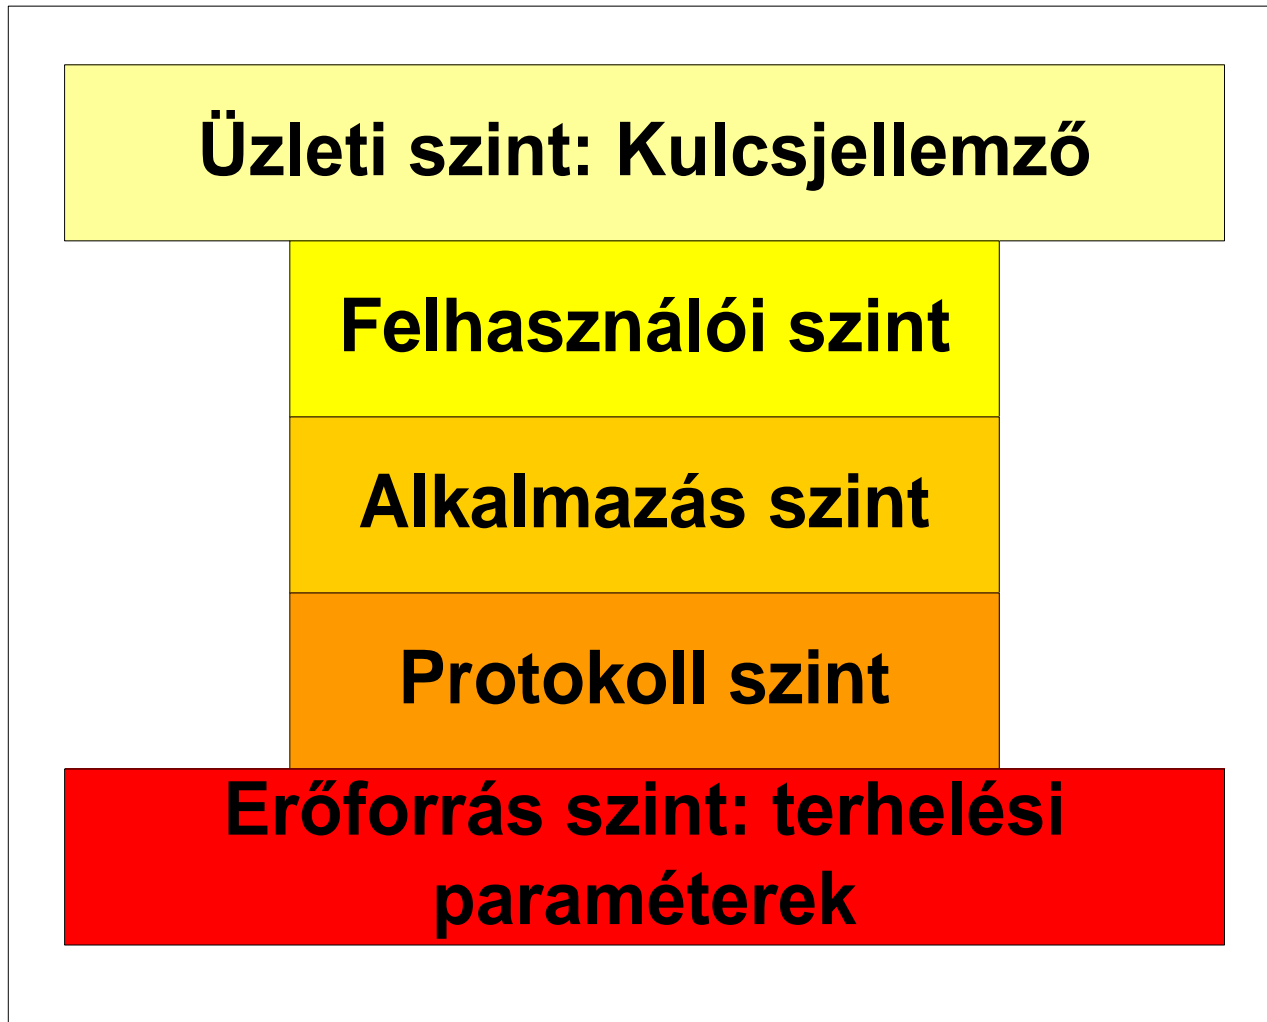 Üzleti szint: Kulcsjellemző
Felhasználói szint
Alkalmazás szint
Protokoll szint
Erőforrás szint: terhelési
paraméterek